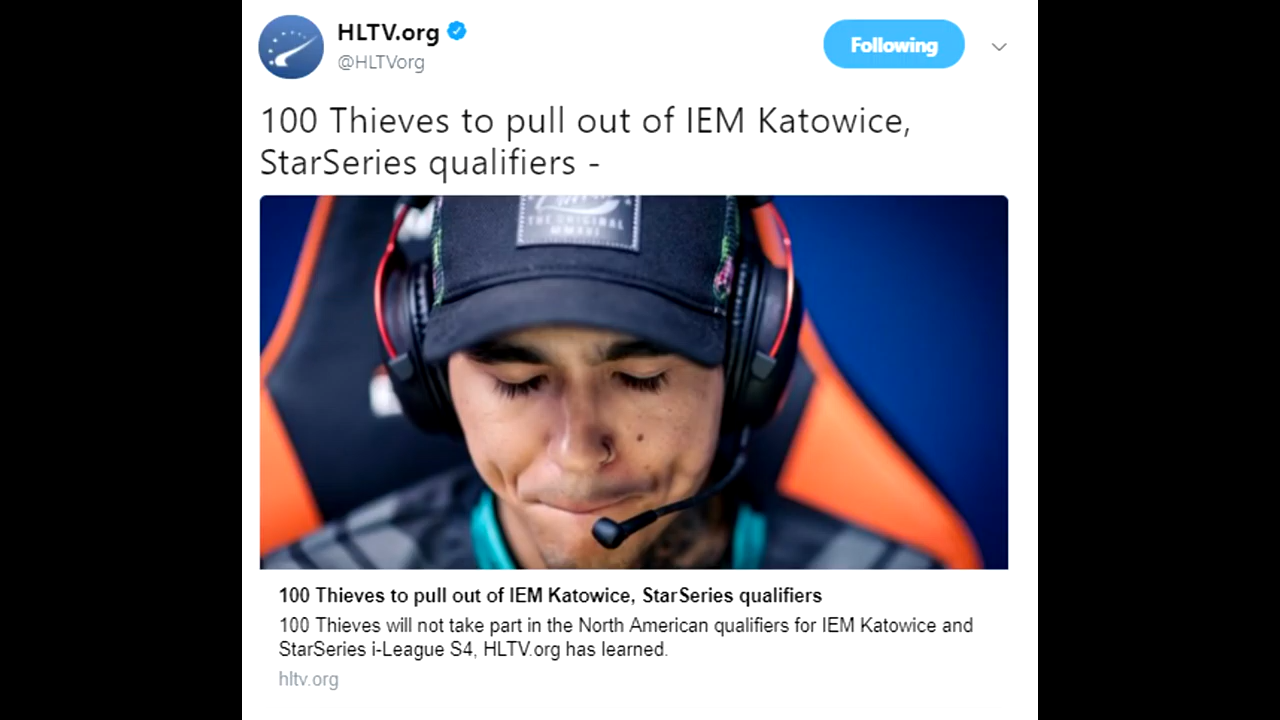 HLTV.org
@HLTVorg
Following
100 Thieves to pull out of IEM Katowice,
StarSeries qualifiers -
THE ORIGINAL
100 Thieves to pull out of IEM Katowice, StarSeries qualifiers
100 Thieves will not take part in the North American qualifiers for IEM Katowice and
StarSeries i-League S4, HLTV.org has learned.
hltv.org